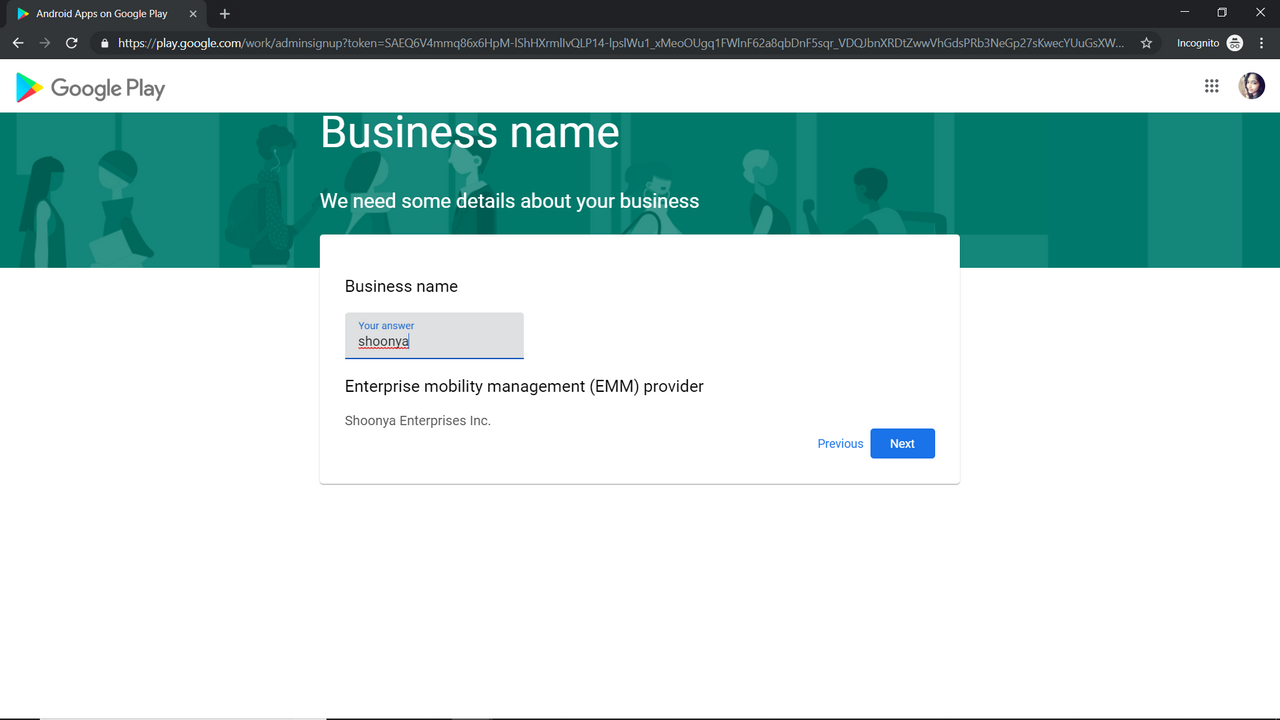 Android Apps on Google Play
https://play.google.com/work/adminsignup?token=SAEQ6V4mmq86x6HpM-lShHXrmlIvQLP14-lpslWu1_xMeoOUgq1FWlnF62a8qbDnF5sqr_VDQJbnXRDtZwwVhGdsPRb3NeGp27sKwecYUuGsXW...
Incognito
Google Play
Business name
We need some details about your business
Business name
Your answer
shoonya
Enterprise mobility management (EMM) provider
Shoonya Enterprises Inc.
Previous
Next